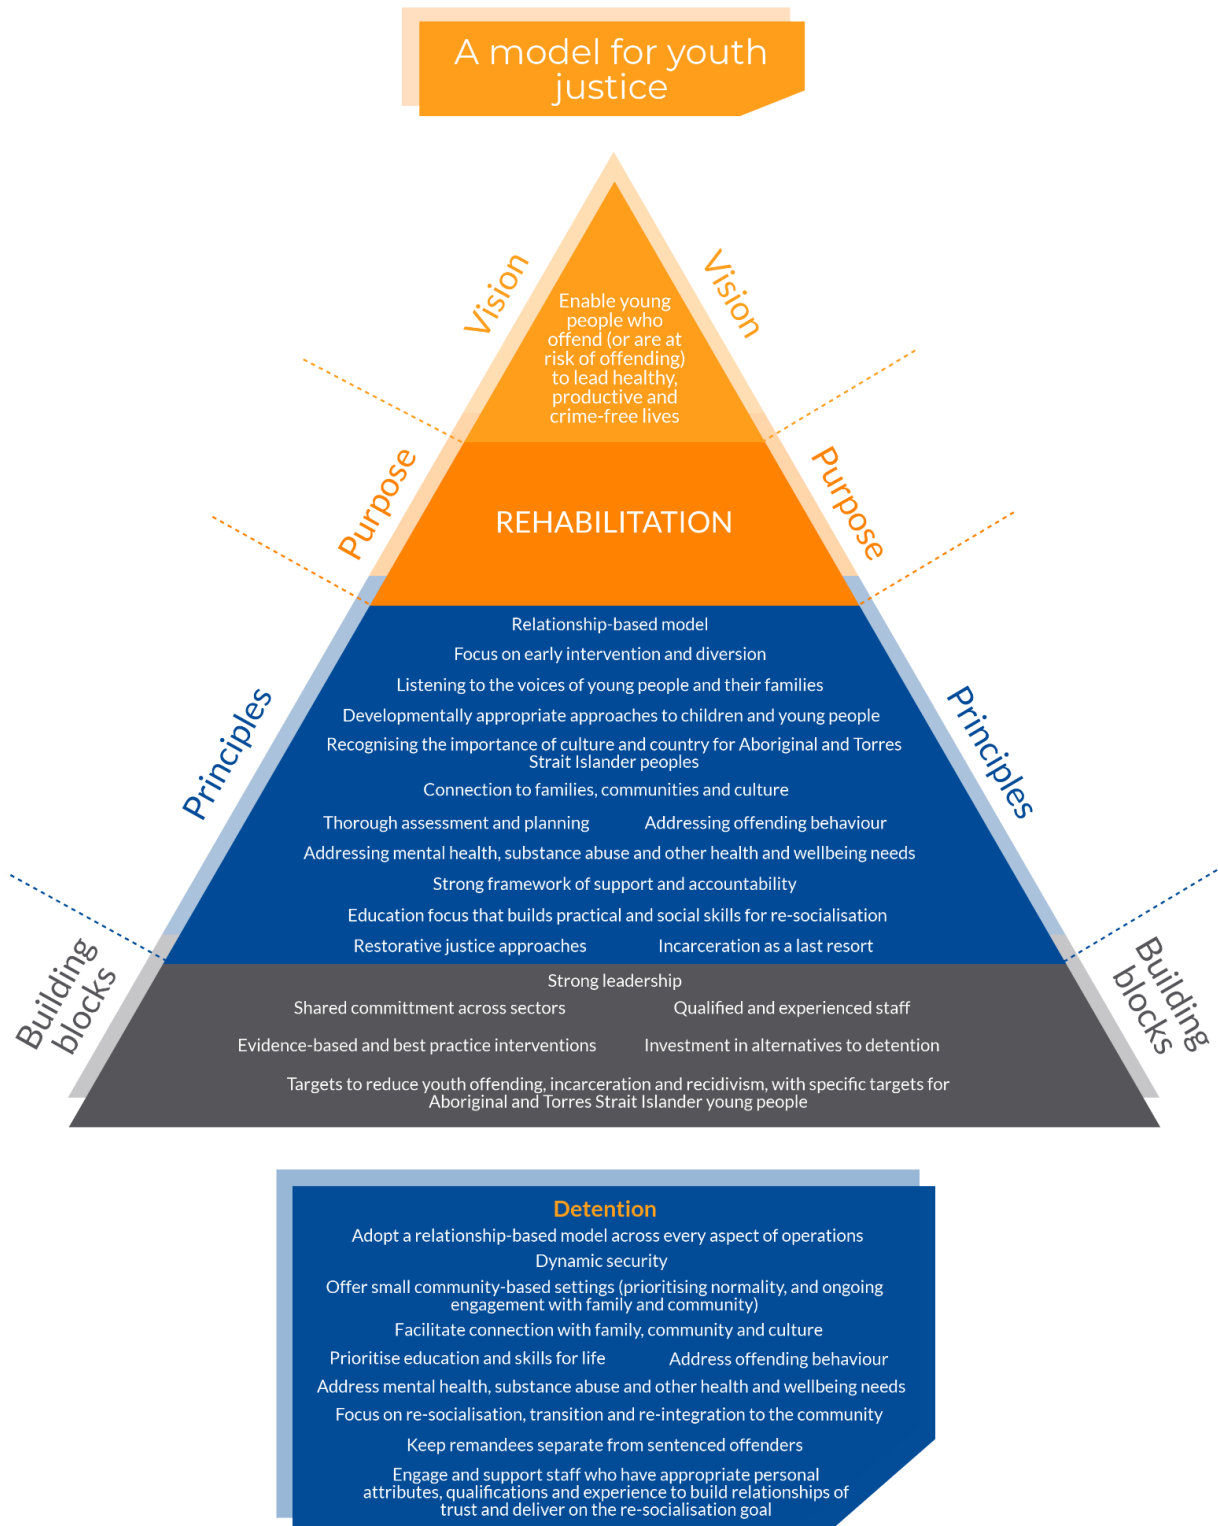 A model for youth
justice
Vision
Vision
Enable young
people who
offend (or are at
risk of offending)
to lead healthy,
productive and
crime-free lives
Purpose
Purpose
REHABILITATION
Principles
Principles
Relationship-based model
Focus on early intervention and diversion
Listening to the voices of young people and their families
Developmentally appropriate approaches to children and young people
Recognising the importance of culture and country for Aboriginal and Torres
Strait Islander peoples
Connection to families, communities and culture
Thorough assessment and planning
Addressing offending behaviour
Addressing mental health, substance abuse and other health and wellbeing needs
Strong framework of support and accountability
Education focus that builds practical and social skills for re-socialisation
Restorative justice approaches
Incarceration as a last resort
Building
blocks
Building
blocks
Strong leadership
Shared committment across sectors
Qualified and experienced staff
Evidence-based and best practice interventions
Investment in alternatives to detention
Targets to reduce youth offending, incarceration and recidivism, with specific targets for
Aboriginal and Torres Strait Islander young people
Detention
Adopt a relationship-based model across every aspect of operations
Dynamic security
Offer small community-based settings (prioritising normality, and ongoing
engagement with family and community)
Facilitate connection with family, community and culture
Prioritise education and skills for life
Address offending behaviour
Address mental health, substance abuse and other health and wellbeing needs
Focus on re-socialisation, transition and re-integration to the community
Keep remandees separate from sentenced offenders
Engage and support staff who have appropriate personal
attributes, qualifications and experience to build relationships of
trust and deliver on the re-socialisation goal